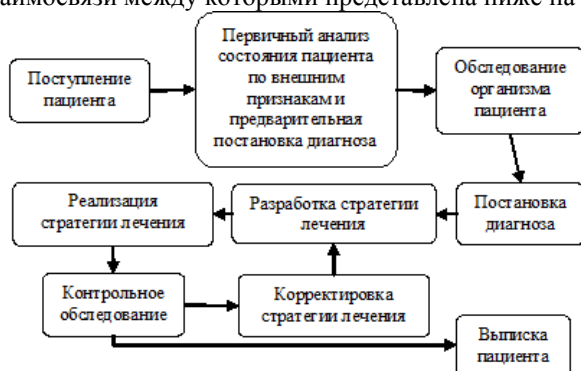 аимосвязи между которыми представлена ниже на
Поступление
пациента
Первичный анализ
состояния пациента
по внешним
признакам и
предварительная
постановка диагноза
Обследование
организма
пациента
Реализация
стратегии лечения
Разработка стратегии
лечения
Постановка
диагноза
Контрольное
обследование
Корректировка
стратегии лечения
Выписка
пациента